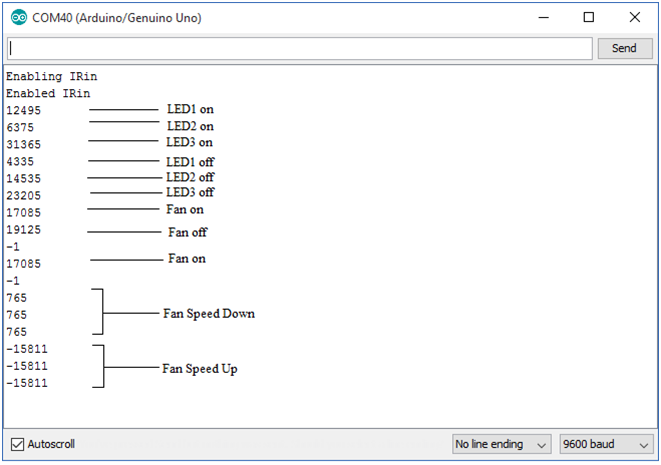 COM40 (Arduino/Genuino Uno)
Send
Enabling IRin
Enabled IRin
12495 LED1 on
6375 LED2 on
31365 LED3 on
4335 LED1 off
14535 LED2 off
23205 LED3 off
17085 Fan on
19125 Fan off
-1
17085 Fan on
-1
765
765 Fan Speed Down
765
-15811
-15811 Fan Speed Up
-15811
Autoscroll No line ending 9600 baud